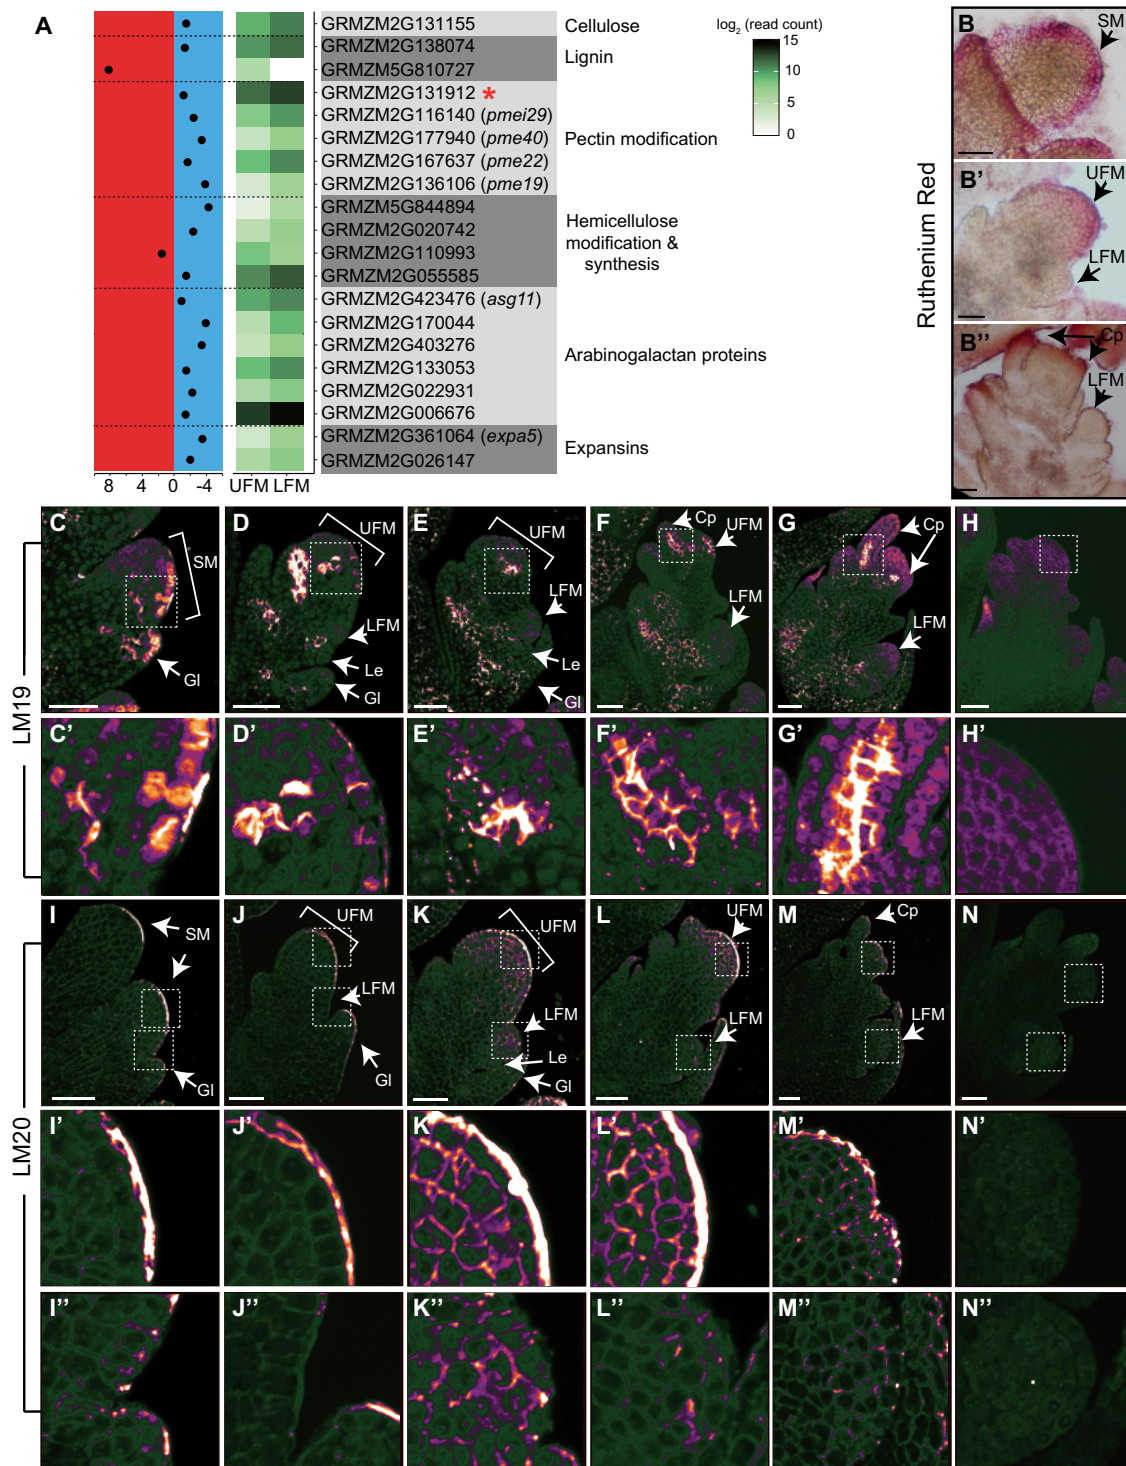 A
GRMZM2G131155
GRMZM2G138074
GRMZM5G810727
GRMZM2G131912 *
GRMZM2G116140 (pmei29)
GRMZM2G177940 (pme40)
GRMZM2G167637 (pme22)
GRMZM2G136106 (pme19)
GRMZM5G844894
GRMZM2G020742
GRMZM2G110993
GRMZM2G055585
GRMZM2G423476 (asg11)
GRMZM2G170044
GRMZM2G403276
GRMZM2G133053
GRMZM2G022931
GRMZM2G006676
GRMZM2G361064 (expa5)
GRMZM2G026147
8 4 0 -4
UFM LFM
Cellulose
Lignin
Pectin modification
Hemicellulose
modification &
synthesis
Arabinogalactan proteins
Expansins
log2 (read count)
15
10
5
0
Ruthenium Red
B
SM
B'
UFM
LFM
B''
Cp
LFM
LM19
C
SM
Gl
D
UFM
LFM
Le
Gl
E
UFM
LFM
Le
Gl
F
Cp
UFM
LFM
G
Cp
LFM
H
C'
D'
E'
F'
G'
H'
LM20
I
SM
Gl
J
UFM
LFM
Gl
K
UFM
LFM
Le
Gl
L
UFM
LFM
M
Cp
LFM
N
I'
J'
K'
L'
M'
N'
I''
J''
K''
L''
M''
N''